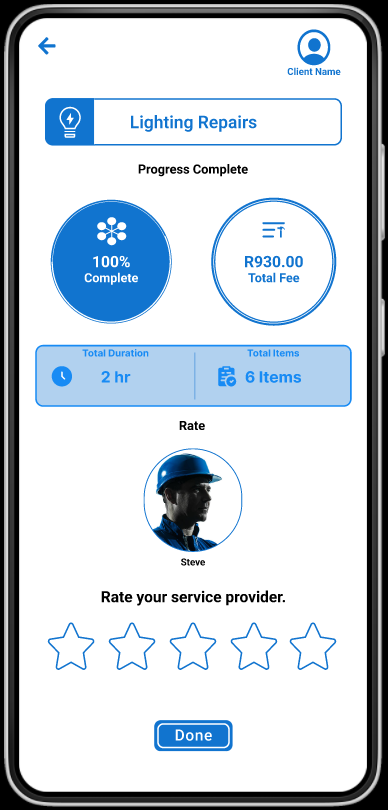 Client Name
Lighting Repairs
Progress Complete
100%
Complete
R930.00
Total Fee
Total Duration
2 hr
Total Items
6 Items
Rate
Steve
Rate your service provider.
Done